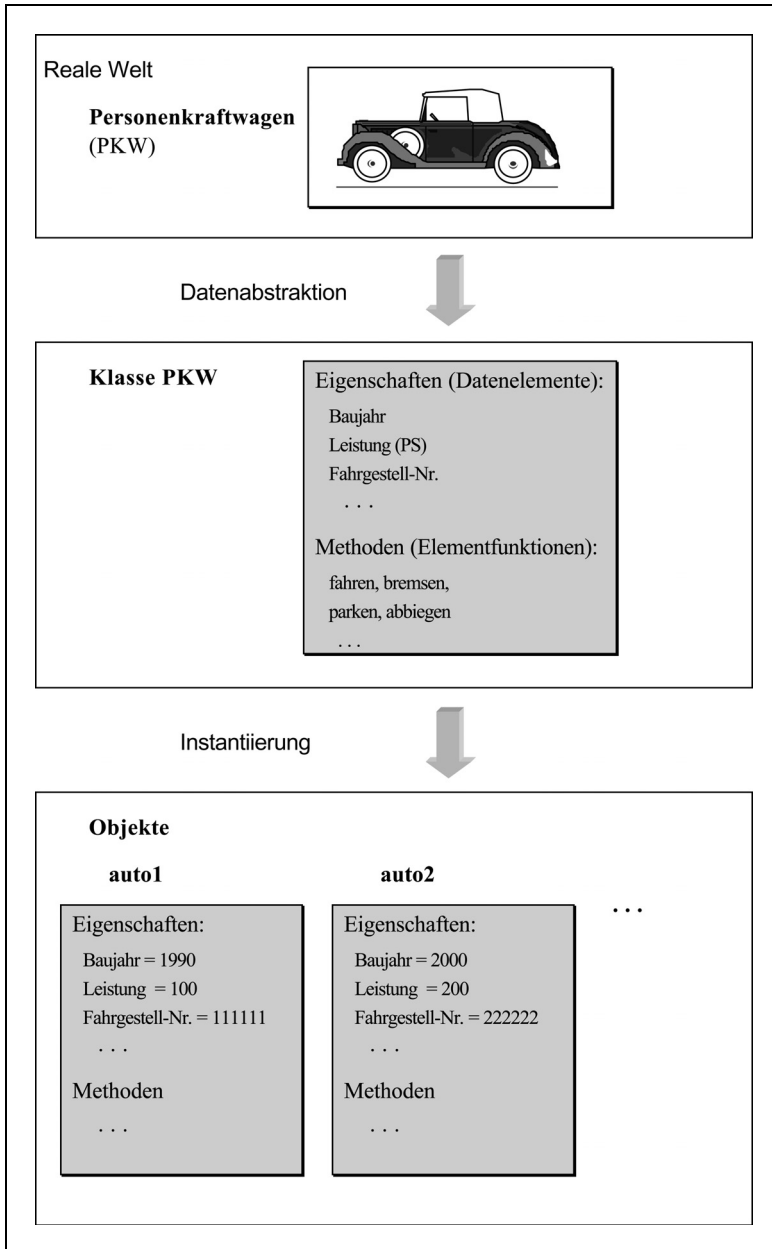 Reale Welt
Personenkraftwagen
(PKW)
Datenabstraktion
Klasse PKW
Eigenschaften (Datenelemente):
Baujahr
Leistung (PS)
Fahrgestell-Nr.
. . .
Methoden (Elementfunktionen):
fahren, bremsen,
parken, abbiegen
. . .
Instantiierung
Objekte
auto1
Eigenschaften:
Baujahr = 1990
Leistung = 100
Fahrgestell-Nr. = 111111
. . .
Methoden
. . .
auto2
Eigenschaften:
Baujahr = 2000
Leistung = 200
Fahrgestell-Nr. = 222222
. . .
Methoden
. . .
. . .